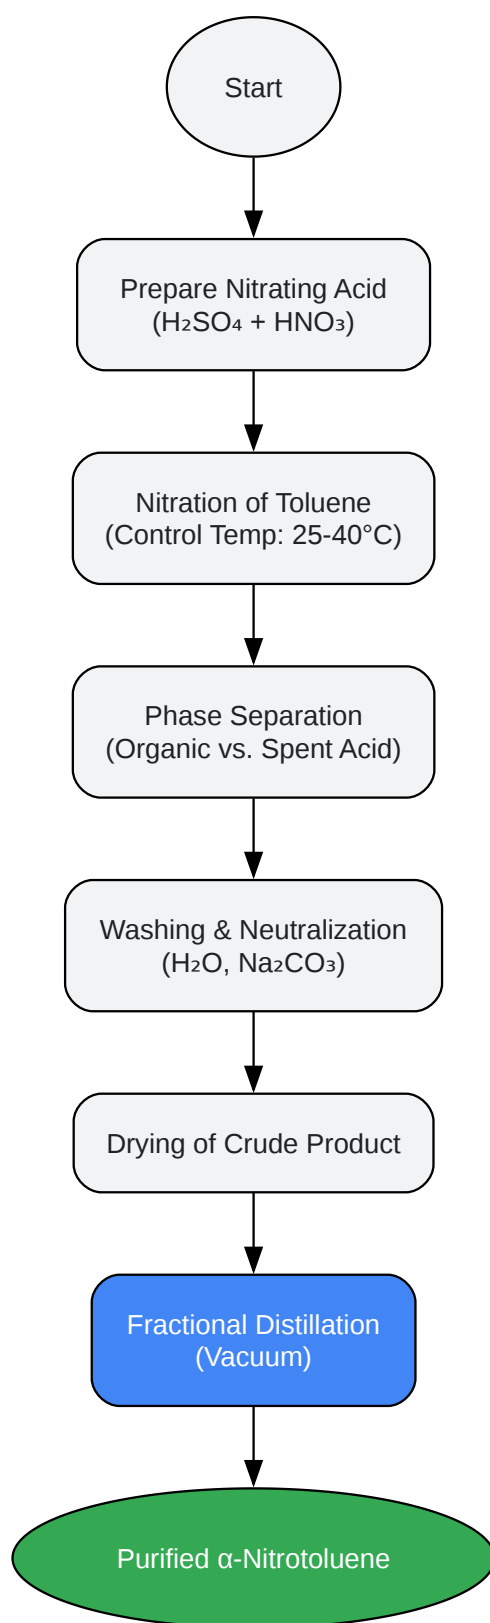 Start
Prepare Nitrating Acid
(H₂SO₄ + HNO₃)
Nitration of Toluene
(Control Temp: 25-40°C)
Phase Separation
(Organic vs. Spent Acid)
Washing & Neutralization
(H₂O, Na₂CO₃)
Drying of Crude Product
Fractional Distillation
(Vacuum)
Purified α-Nitrotoluene